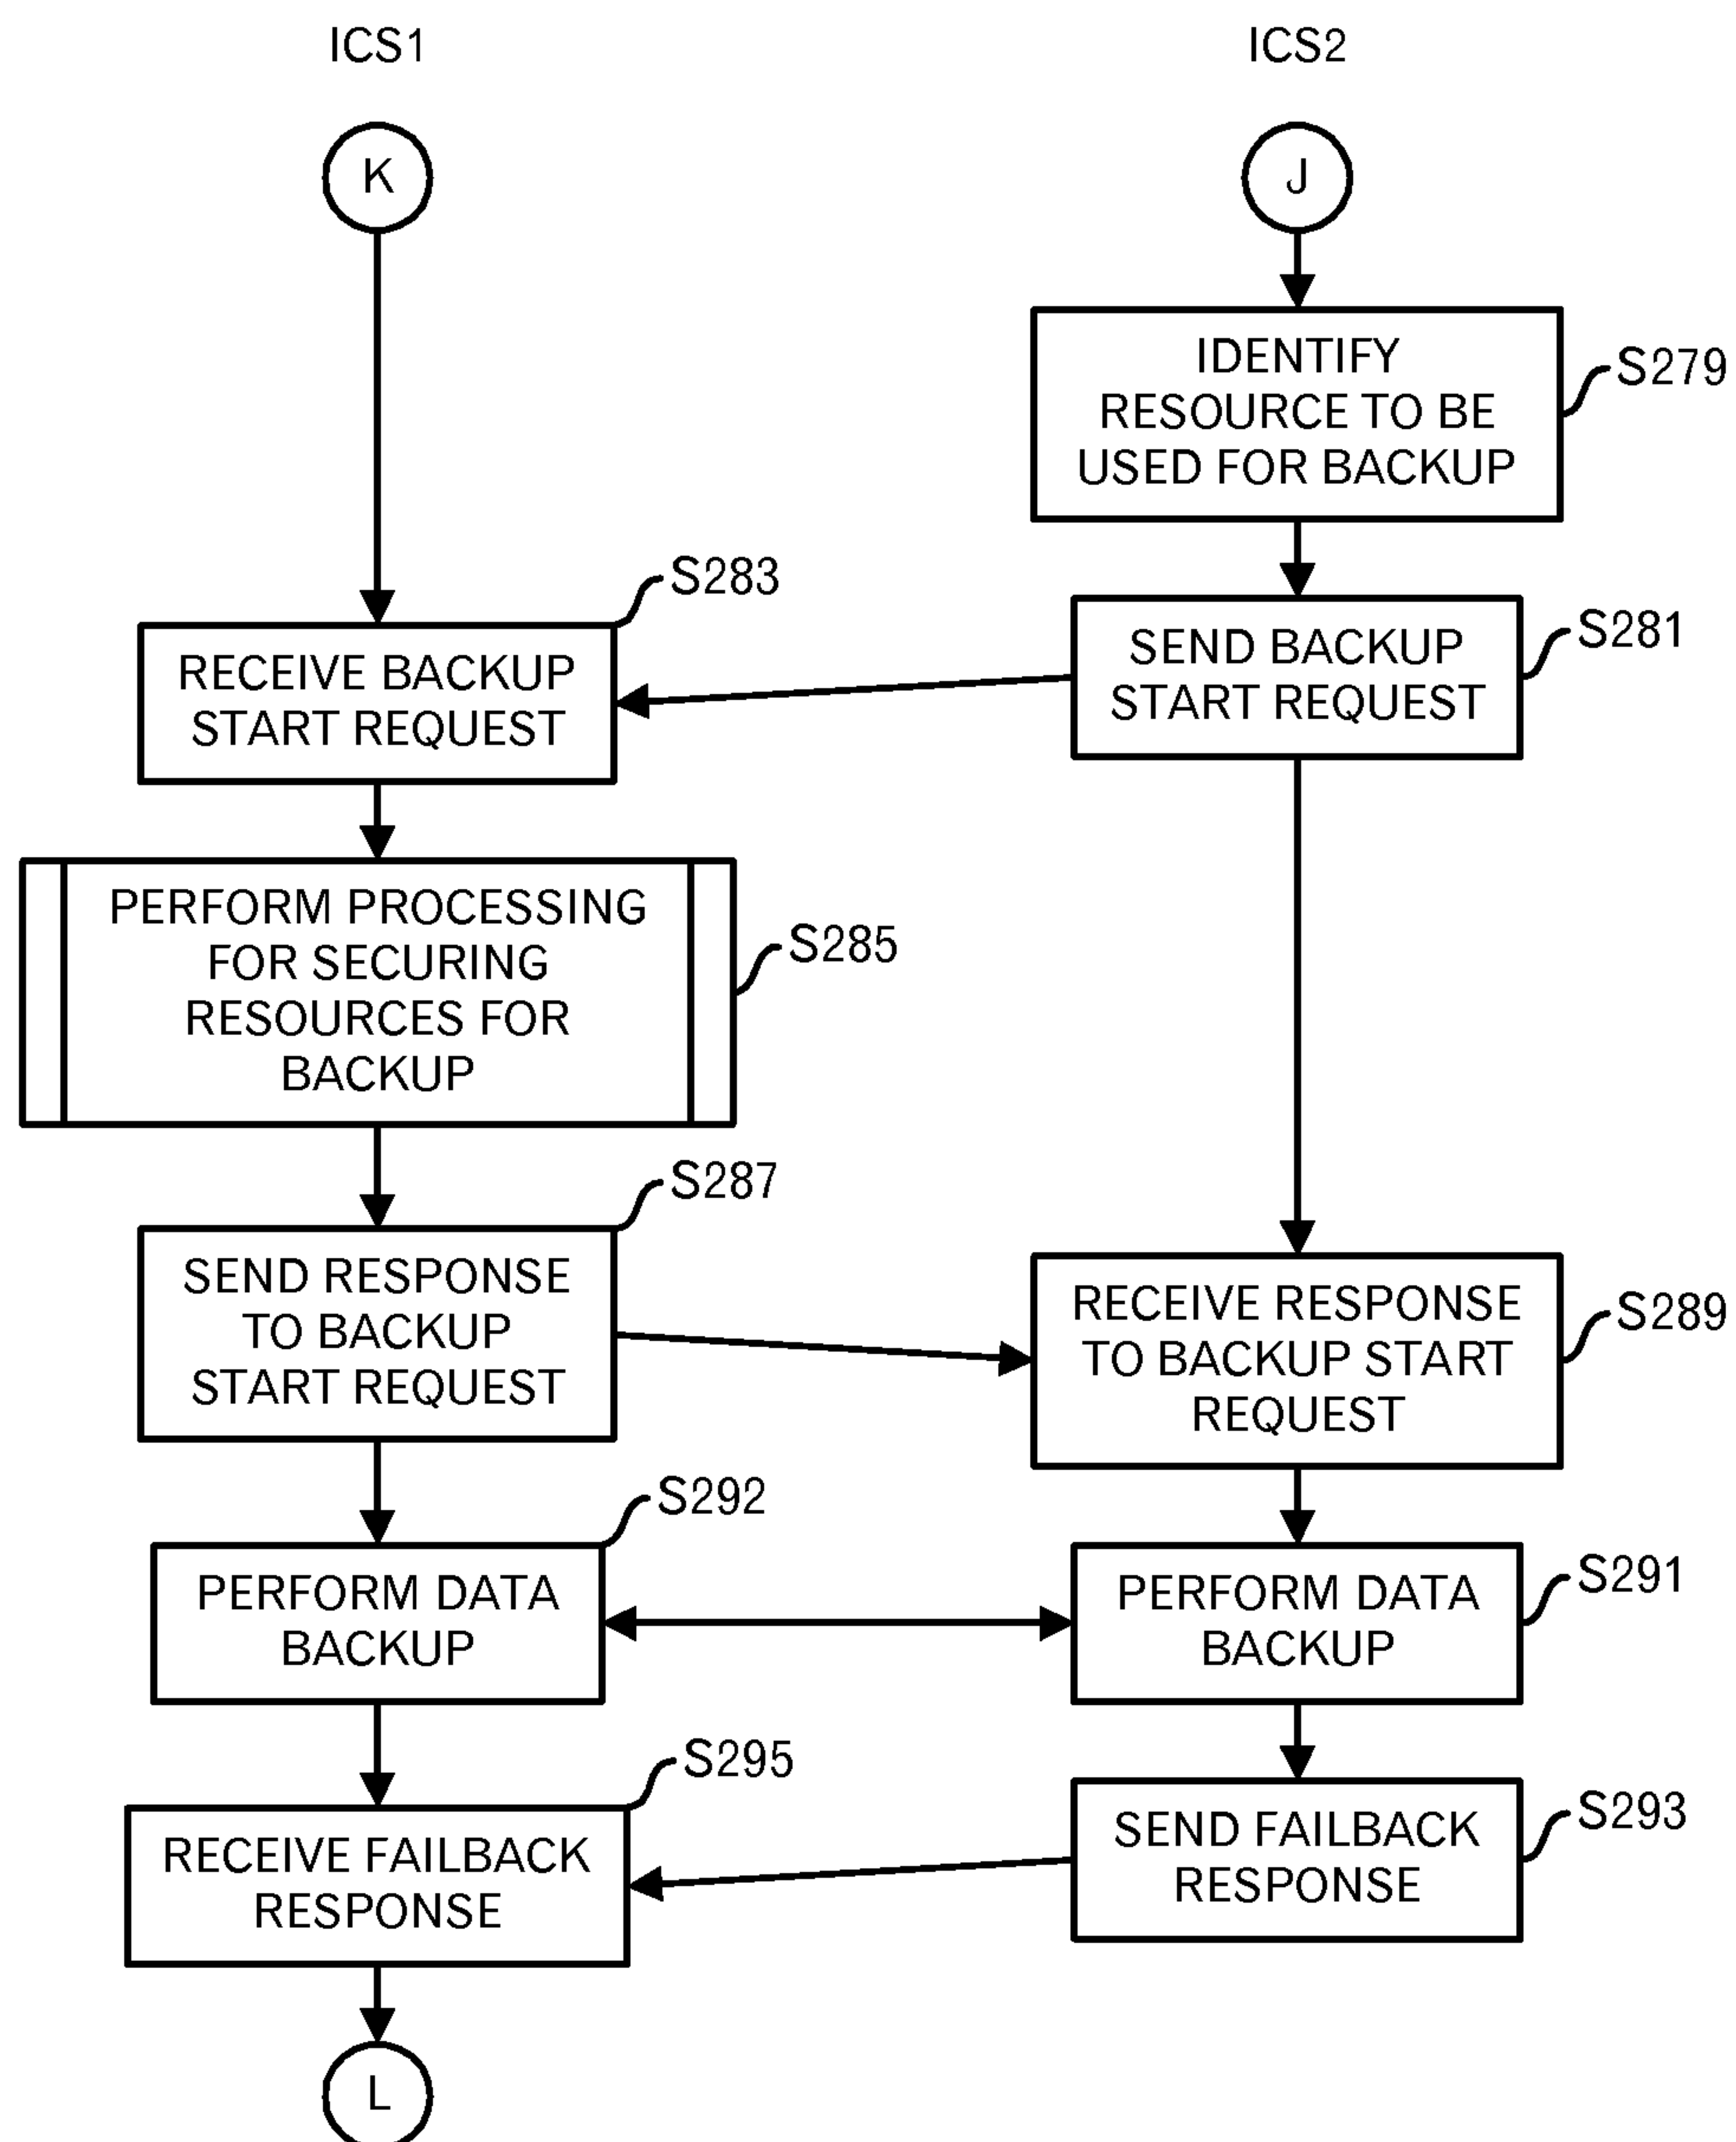 ICS1
ICS2
K
J
IDENTIFY
RESOURCE TO BE
USED FOR BACKUP
S279
S283
RECEIVE BACKUP
START REQUEST
SEND BACKUP
START REQUEST
S281
PERFORM PROCESSING
FOR SECURING
RESOURCES FOR
BACKUP
S285
S287
SEND RESPONSE
TO BACKUP
START REQUEST
RECEIVE RESPONSE
TO BACKUP START
REQUEST
S289
S292
PERFORM DATA
BACKUP
PERFORM DATA
BACKUP
S291
S295
RECEIVE FAILBACK
RESPONSE
SEND FAILBACK
RESPONSE
S293
L